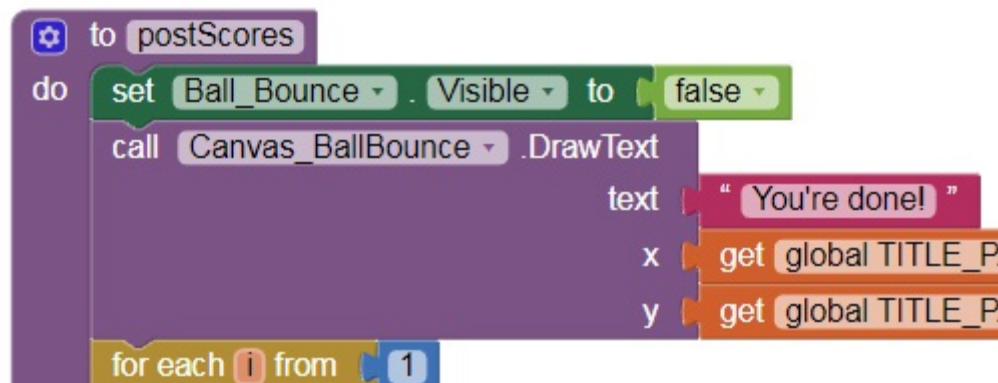 to postScores
do set Ball_Bounce . Visible to false
call Canvas_BallBounce .DrawText
text " You're done! "
x get global TITLE_P
y get global TITLE_P
for each i from 1